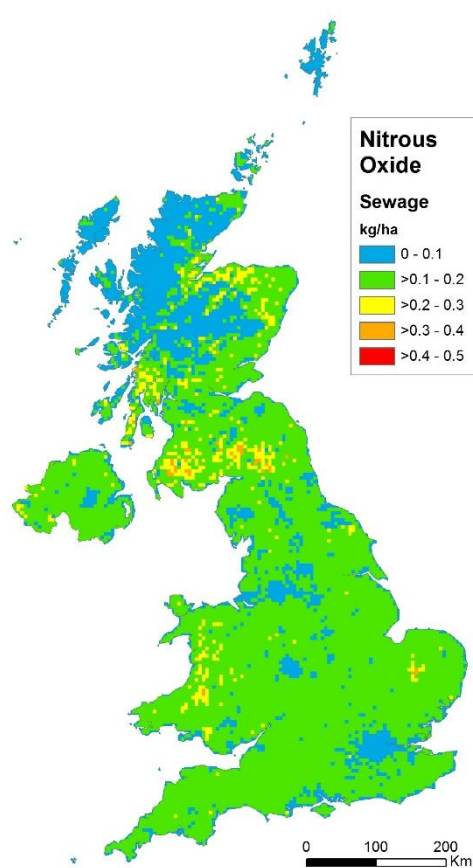 Nitrous
Oxide
Sewage
kg/ha
0 - 0.1
>0.1 - 0.2
>0.2 - 0.3
>0.3 - 0.4
>0.4 - 0.5
0 100 200
Km